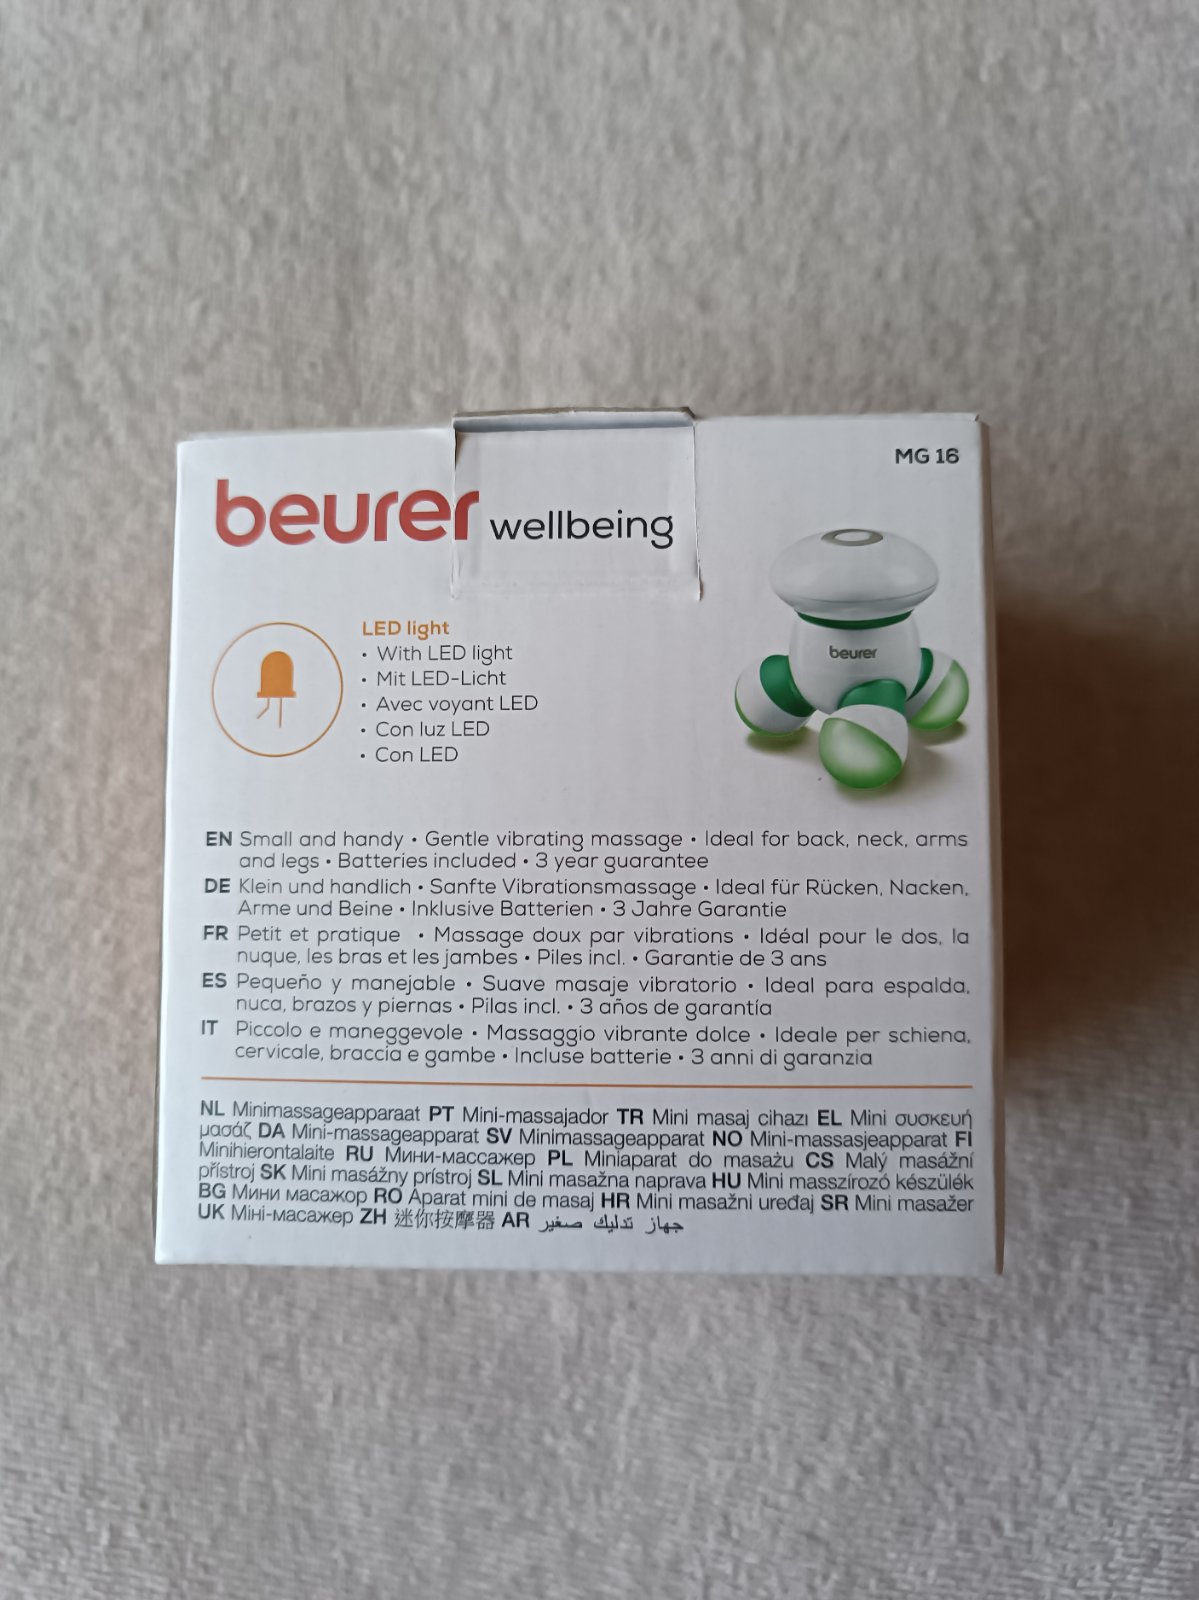 MG 16
beurer wellbeing
LED light
• With LED light
• Mit LED-Licht
• Avec voyant LED
• Con luz LED
• Con LED
beurer
EN Small and handy • Gentle vibrating massage • Ideal for back, neck, arms
and legs • Batteries included • 3 year guarantee
DE Klein und handlich • Sanfte Vibrationsmassage • Ideal für Rücken, Nacken,
Arme und Beine • Inklusive Batterien • 3 Jahre Garantie
FR Petit et pratique • Massage doux par vibrations • Idéal pour le dos, la
nuque, les bras et les jambes • Piles incl. • Garantie de 3 ans
ES Pequeño y manejable • Suave masaje vibratorio • Ideal para espalda,
nuca, brazos y piernas • Pilas incl. • 3 años de garantía
IT Piccolo e maneggevole • Massaggio vibrante dolce • Ideale per schiena,
cervicale, braccia e gambe • Incluse batterie • 3 anni di garanzia
NL Minimassageapparaat PT Mini-massajador TR Mini masaj cihazı EL Mini συσκευή
μασάζ DA Mini-massageapparat SV Minimassageapparat NO Mini-massasjeapparat FI
Minihierontalaite RU Мини-массажер PL Miniaparat do masażu CS Malý masážní
přístroj SK Mini masážny prístroj SL Mini masažna naprava HU Mini masszírozó készülék
BG Мини масажор RO Aparat mini de masaj HR Mini masažni uređaj SR Mini masažer
UK Міні-масажер ZH 迷你按摩器 AR جهاز تدليك صغير